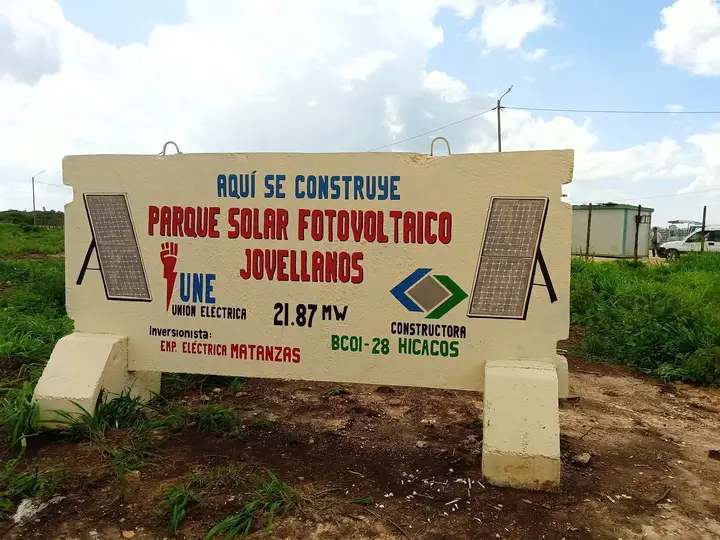 AQUÍ SE CONSTRUYE
PARQUE SOLAR FOTOVOLTAICO
JOVELLANOS
UNE
UNION ELÉCTRICA
21.87 MW
Inversionista:
EMP. ELÉCTRICA MATANZAS
CONSTRUCTORA
BCOI-28 HICACOS